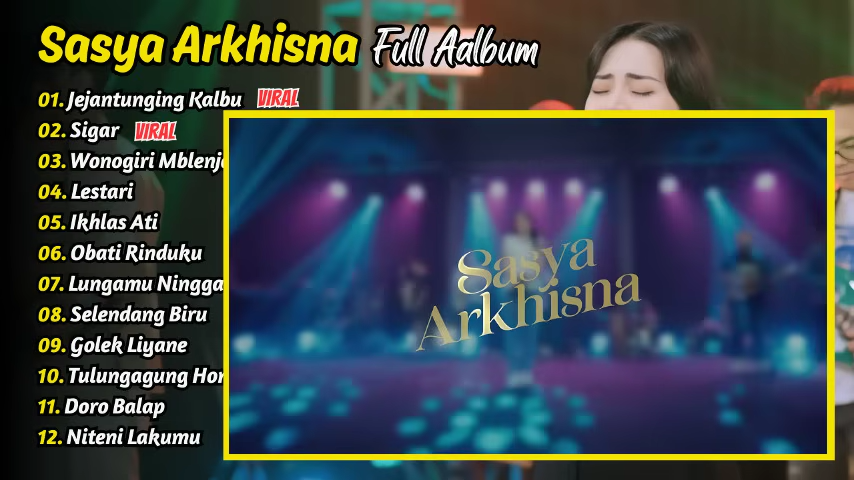 Sasya Arkhisna Full Aalbum
01. Jejantunging Kalbu VIRAL
02. Sigar VIRAL
03. Wonogiri
04. Lestari
05. Ikhlas Ati
06. Obati Rinduku
07. Lungamu
08. Selendang Biru
09. Golek Liyane
10. Tulungagung
11. Doro Balap
12. Niteni Lakumu
Sasya
Arkhisna